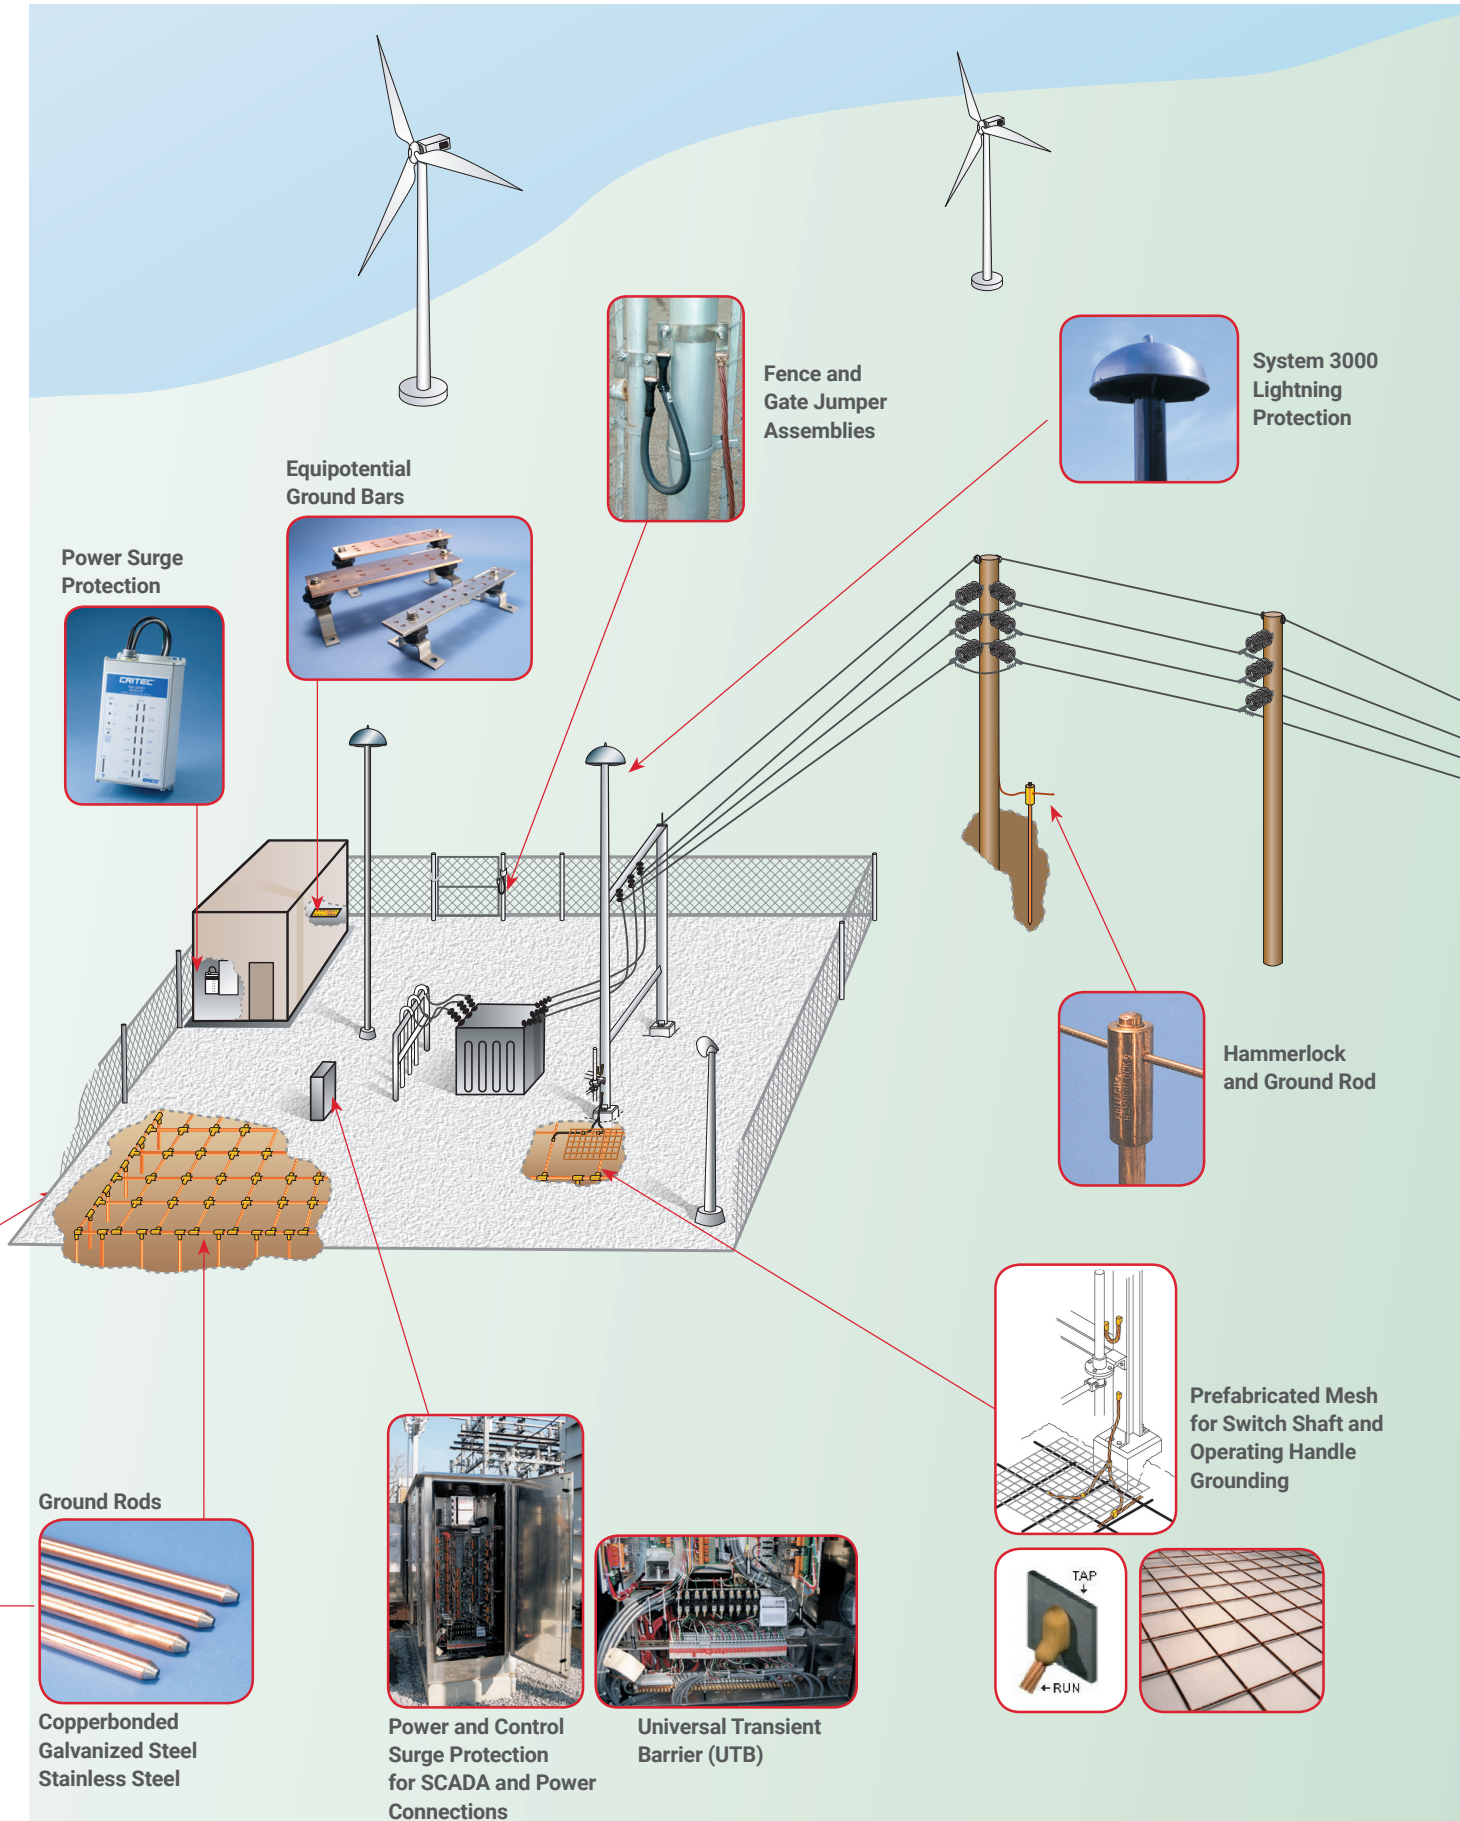 System 3000
Lightning
Protection
Fence and
Gate Jumper
Assemblies
Equipotential
Ground Bars
Power Surge
Protection
CRITEC
Hammerlock
and Ground Rod
Prefabricated Mesh
for Switch Shaft and
Operating Handle
Grounding
TAP
RUN
Ground Rods
Copperbonded
Galvanized Steel
Stainless Steel
Power and Control
Surge Protection
for SCADA and Power
Connections
Universal Transient
Barrier (UTB)